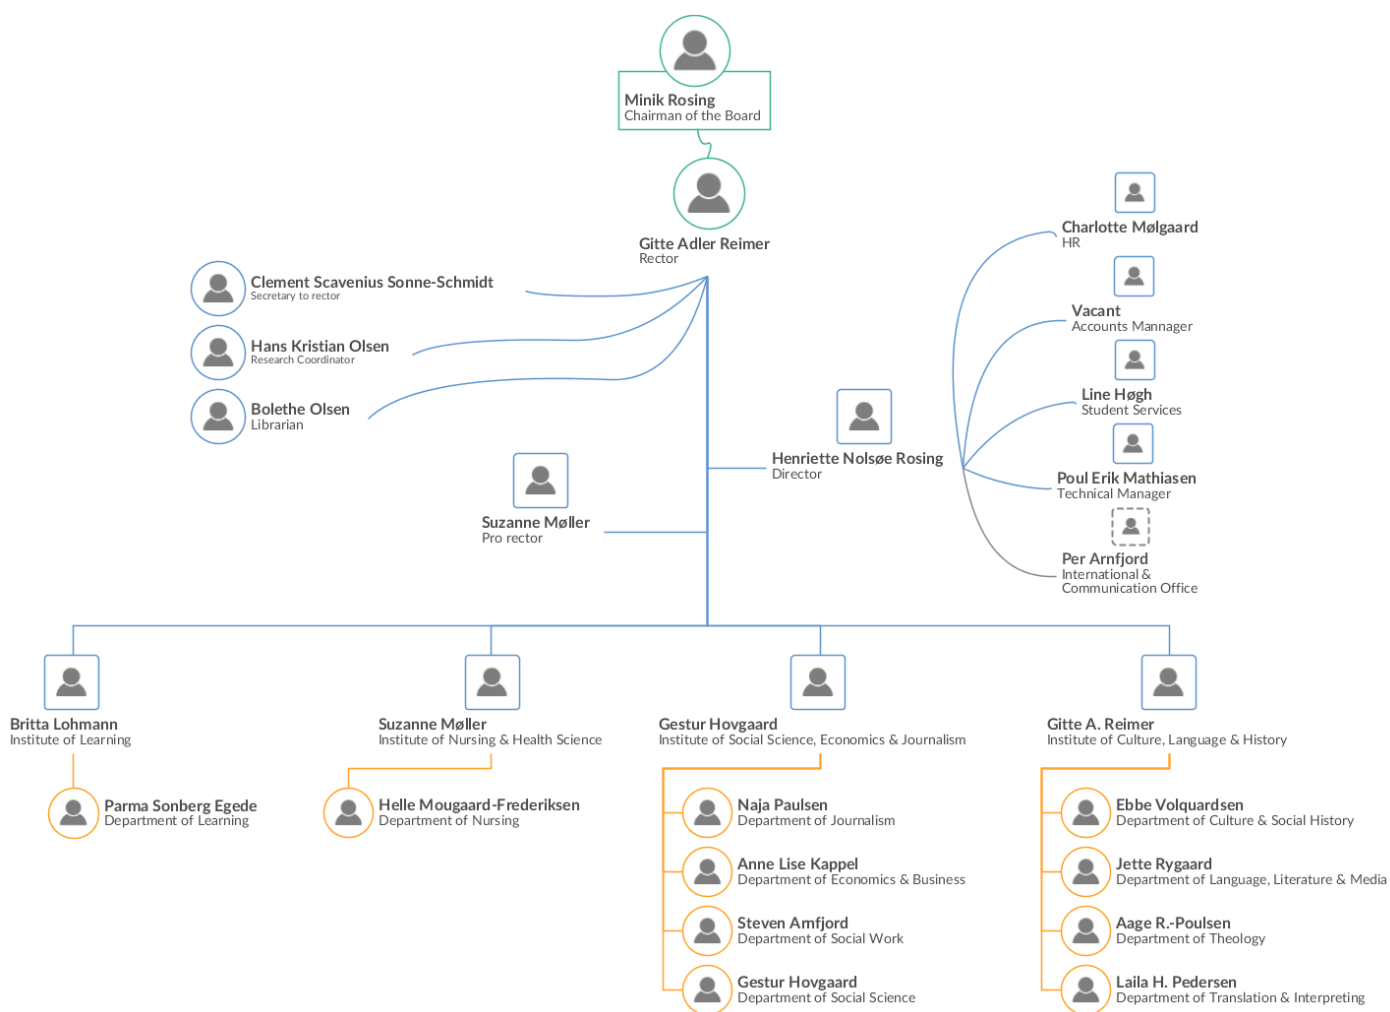 Minik Rosing
Chairman of the Board
Gitte Adler Reimer
Rector
Clement Scavenius Sonne-Schmidt
Secretary to rector
Hans Kristian Olsen
Research Coordinator
Bolethe Olsen
Librarian
Charlotte Mølgaard
HR
Vacant
Accounts Mannager
Line Høgh
Student Services
Poul Erik Mathiasen
Technical Manager
Per Arnfjord
International &
Communication Office
Henriette Nolsøe Rosing
Director
Suzanne Møller
Pro rector
Britta Lohmann
Institute of Learning
Parma Sonberg Egede
Department of Learning
Suzanne Møller
Institute of Nursing & Health Science
Helle Mougaard-Frederiksen
Department of Nursing
Gestur Hovgaard
Institute of Social Science, Economics & Journalism
Naja Paulsen
Department of Journalism
Anne Lise Kappel
Department of Economics & Business
Steven Arnfjord
Department of Social Work
Gestur Hovgaard
Department of Social Science
Gitte A. Reimer
Institute of Culture, Language & History
Ebbe Volquardsen
Department of Culture & Social History
Jette Rygaard
Department of Language, Literature & Media
Aage R.-Poulsen
Department of Theology
Laila H. Pedersen
Department of Translation & Interpreting